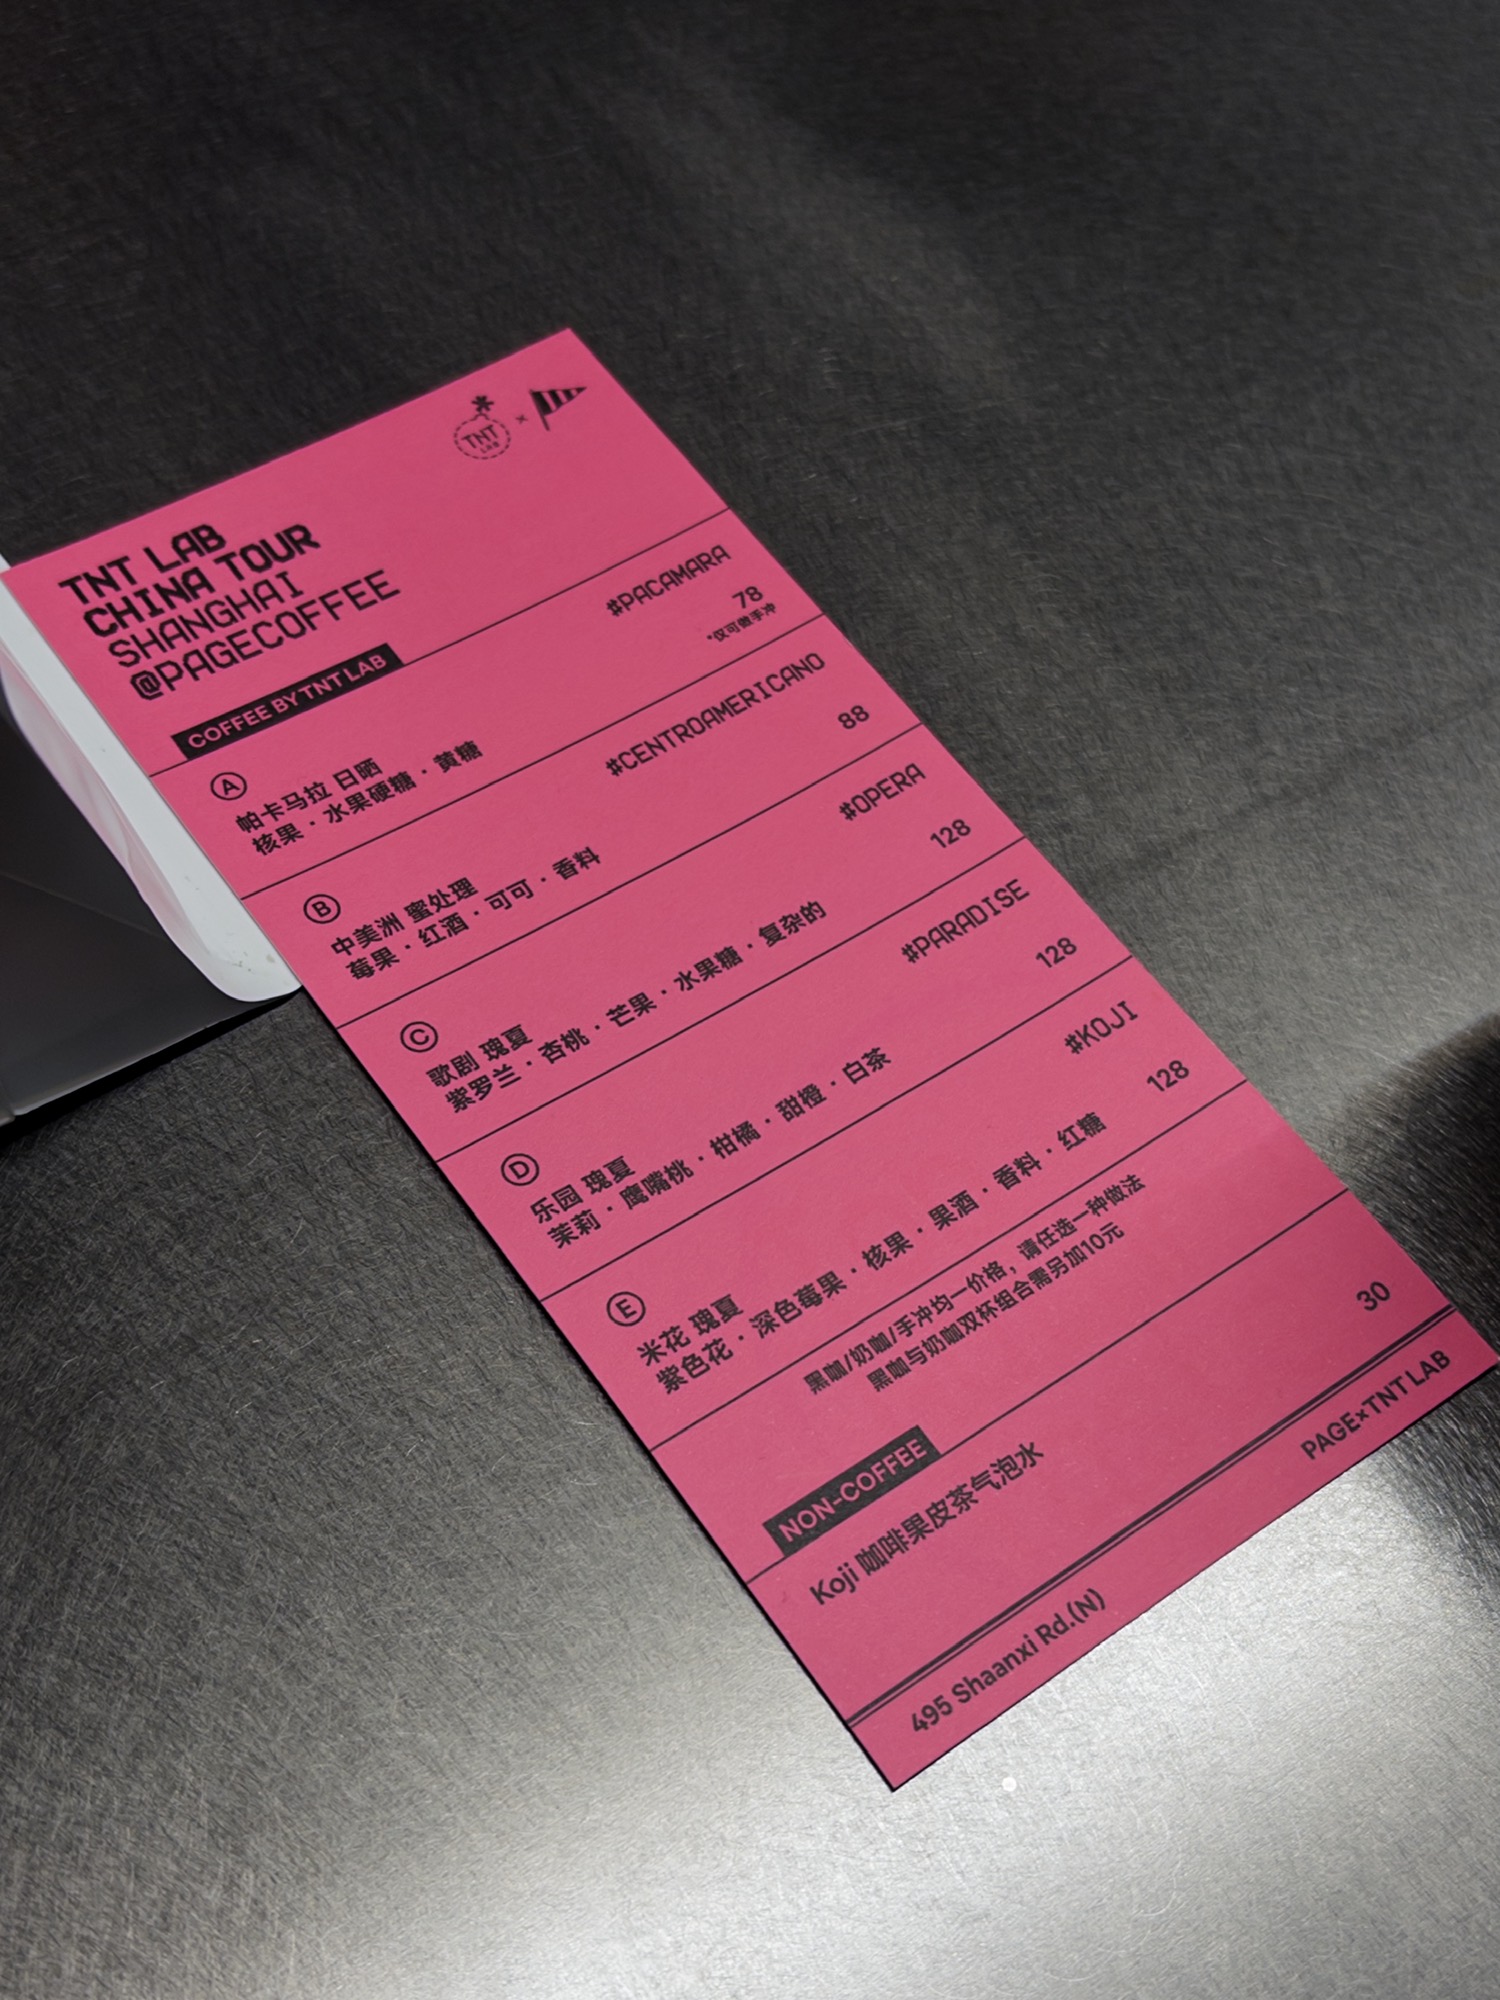 TNT
LAB
×
TNT LAB
CHINA TOUR
SHANGHAI
@PAGECOFFEE
COFFEE BY TNT LAB
A
#PACAMARA
帕卡马拉 日晒
78
核果·水果硬糖·黄糖
*仅可做手冲
B
#CENTROAMERICANO
中美洲 蜜处理
88
莓果·红酒·可可·香料
C
#OPERA
歌剧 瑰夏
128
紫罗兰·杏桃·芒果·水果糖·复杂的
D
#PARADISE
乐园 瑰夏
128
茉莉·鹰嘴桃·柑橘·甜橙·白茶
E
#KOJI
米花 瑰夏
128
紫色花·深色莓果·核果·果酒·香料·红糖
黑咖/奶咖/手冲均一价格，请任选一种做法
黑咖与奶咖双杯组合需另加10元
NON-COFFEE
Koji 咖啡果皮茶气泡水
30
495 Shaanxi Rd.(N)
PAGE×TNT LAB